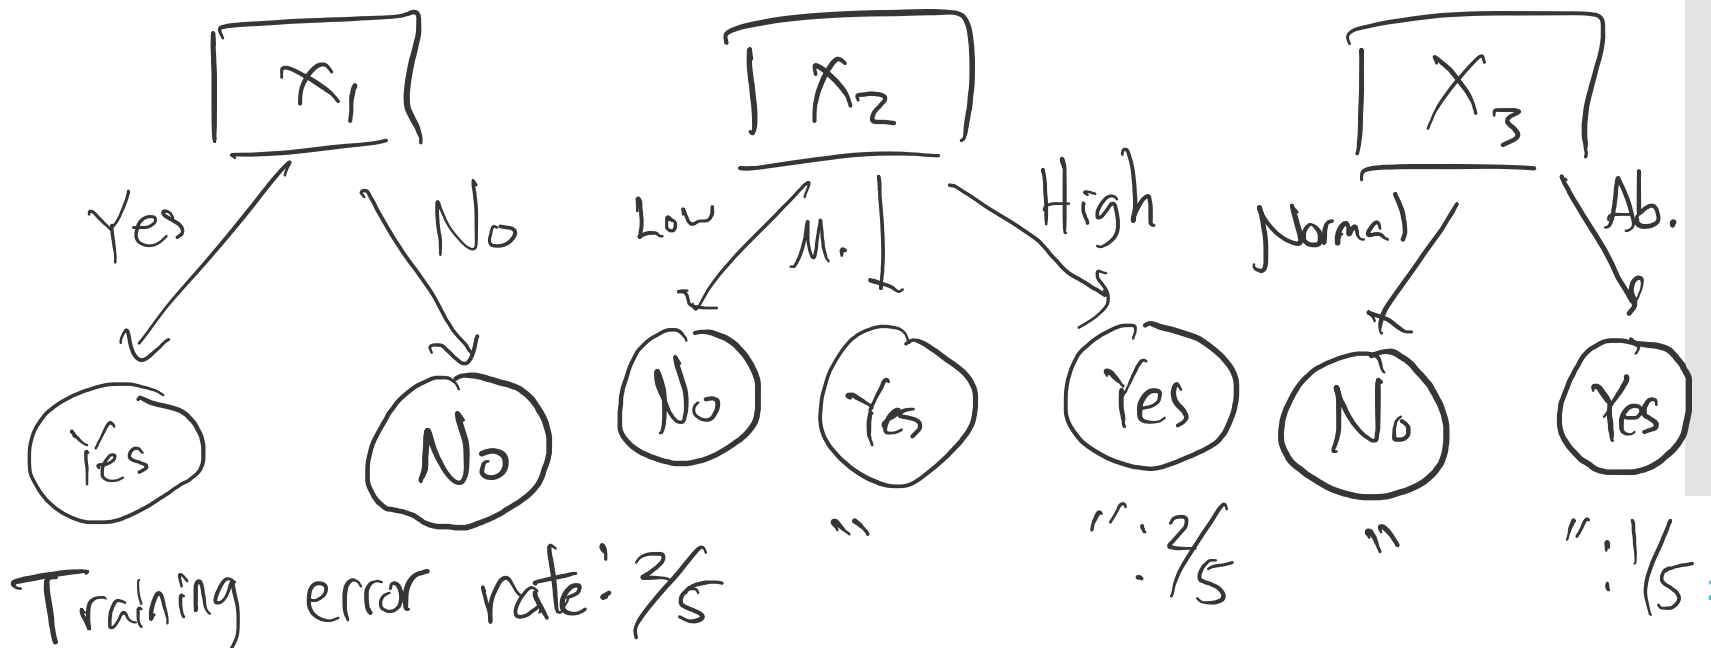 X1 X2 X3
Yes No Low M. High Normal Ab.
Yes No No Yes Yes No Yes
Training error rate: 2/5 " ": 2/5 " ": 1/5